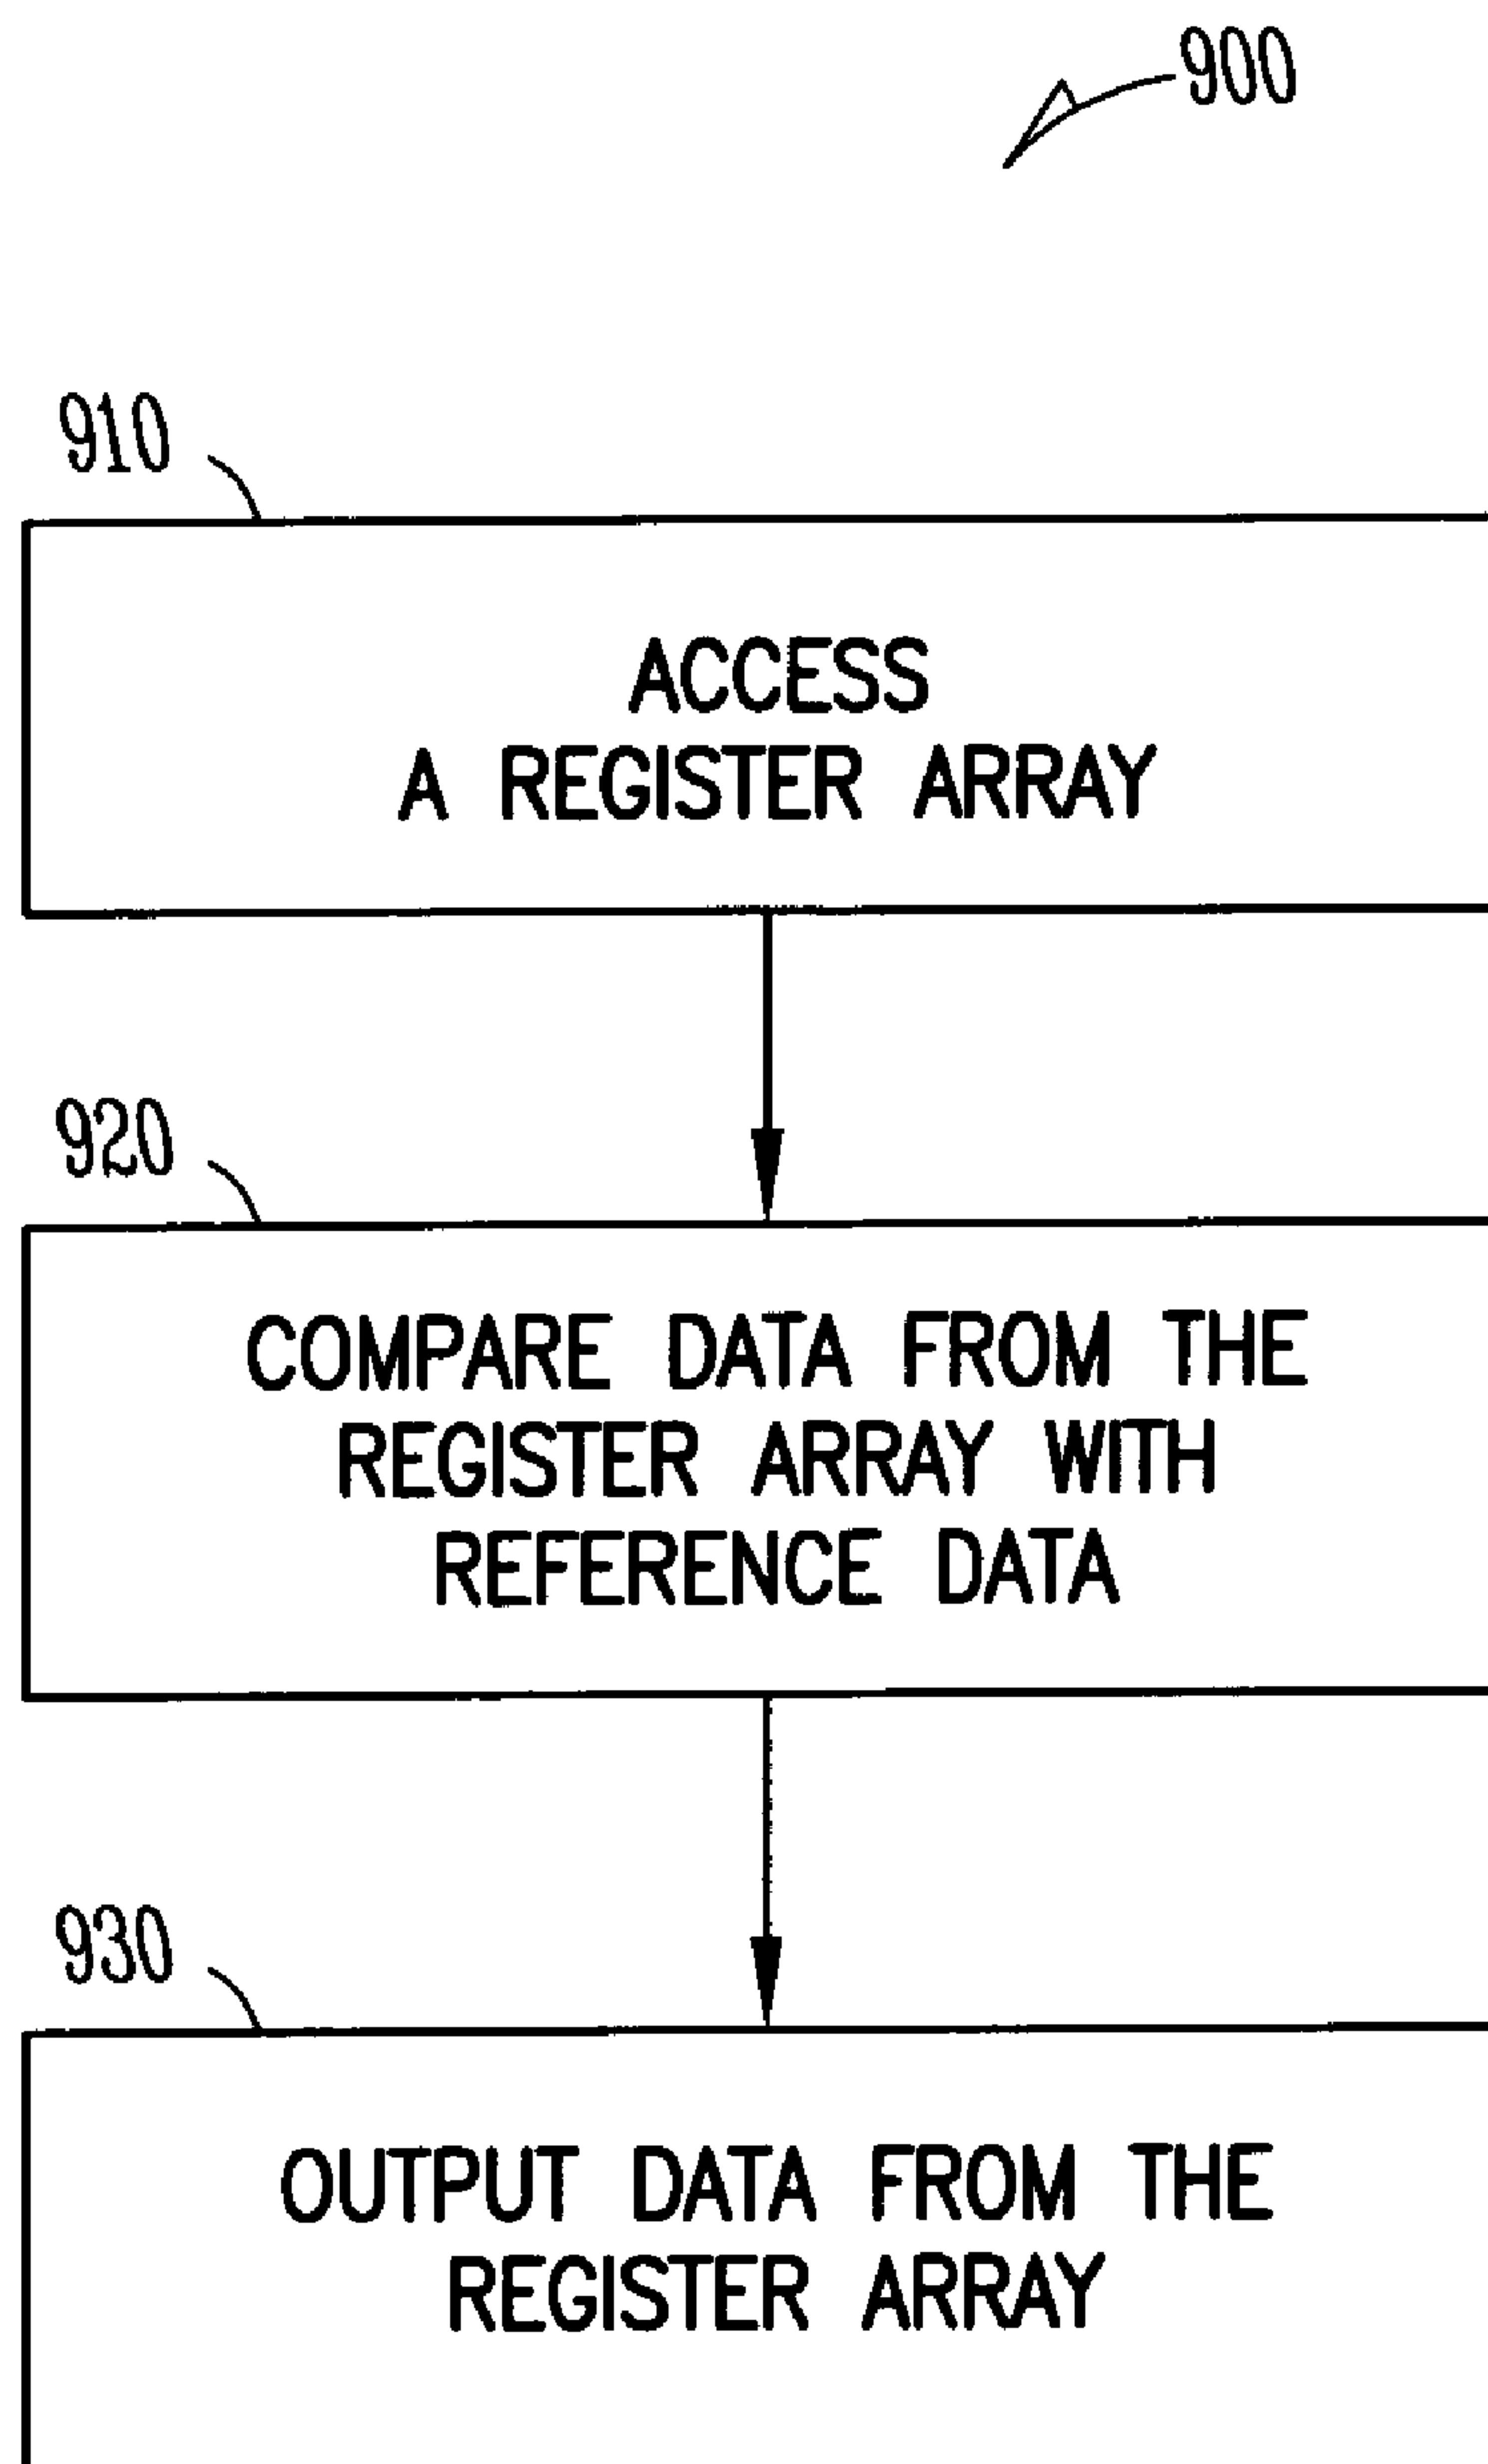 900
910
ACCESS
A REGISTER ARRAY
920
COMPARE DATA FROM THE
REGISTER ARRAY WITH
REFERENCE DATA
930
OUTPUT DATA FROM THE
REGISTER ARRAY